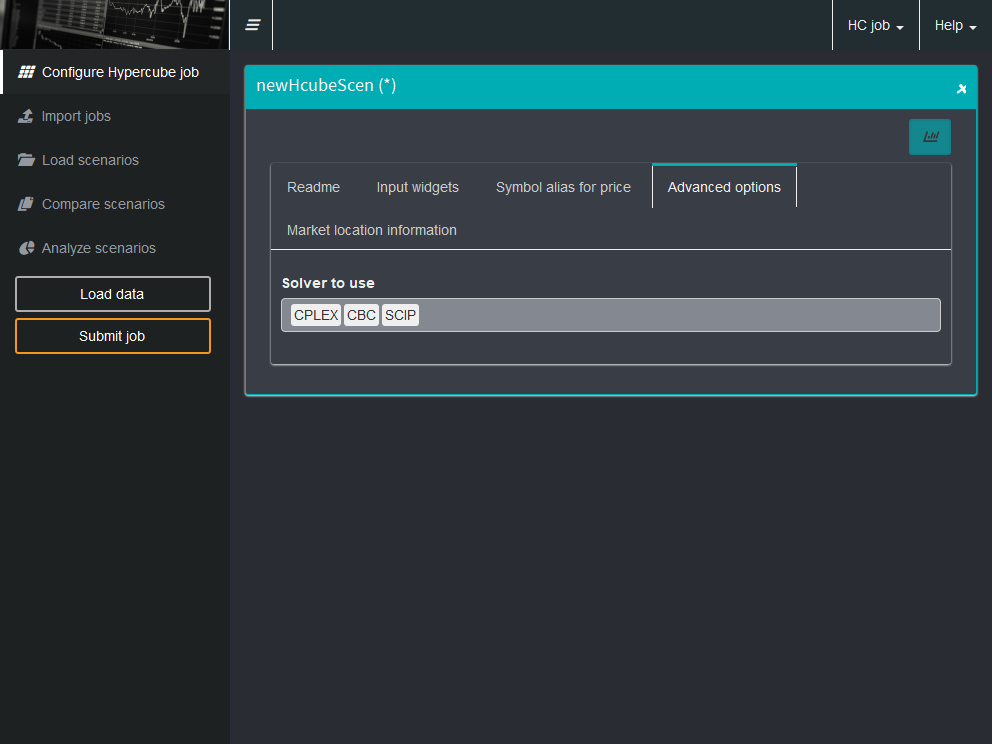 HC job
Help
Configure Hypercube job
Import jobs
Load scenarios
Compare scenarios
Analyze scenarios
Load data
Submit job
newHcubeScen (*)
Readme
Input widgets
Symbol alias for price
Advanced options
Market location information
Solver to use
CPLEX CBC SCIP